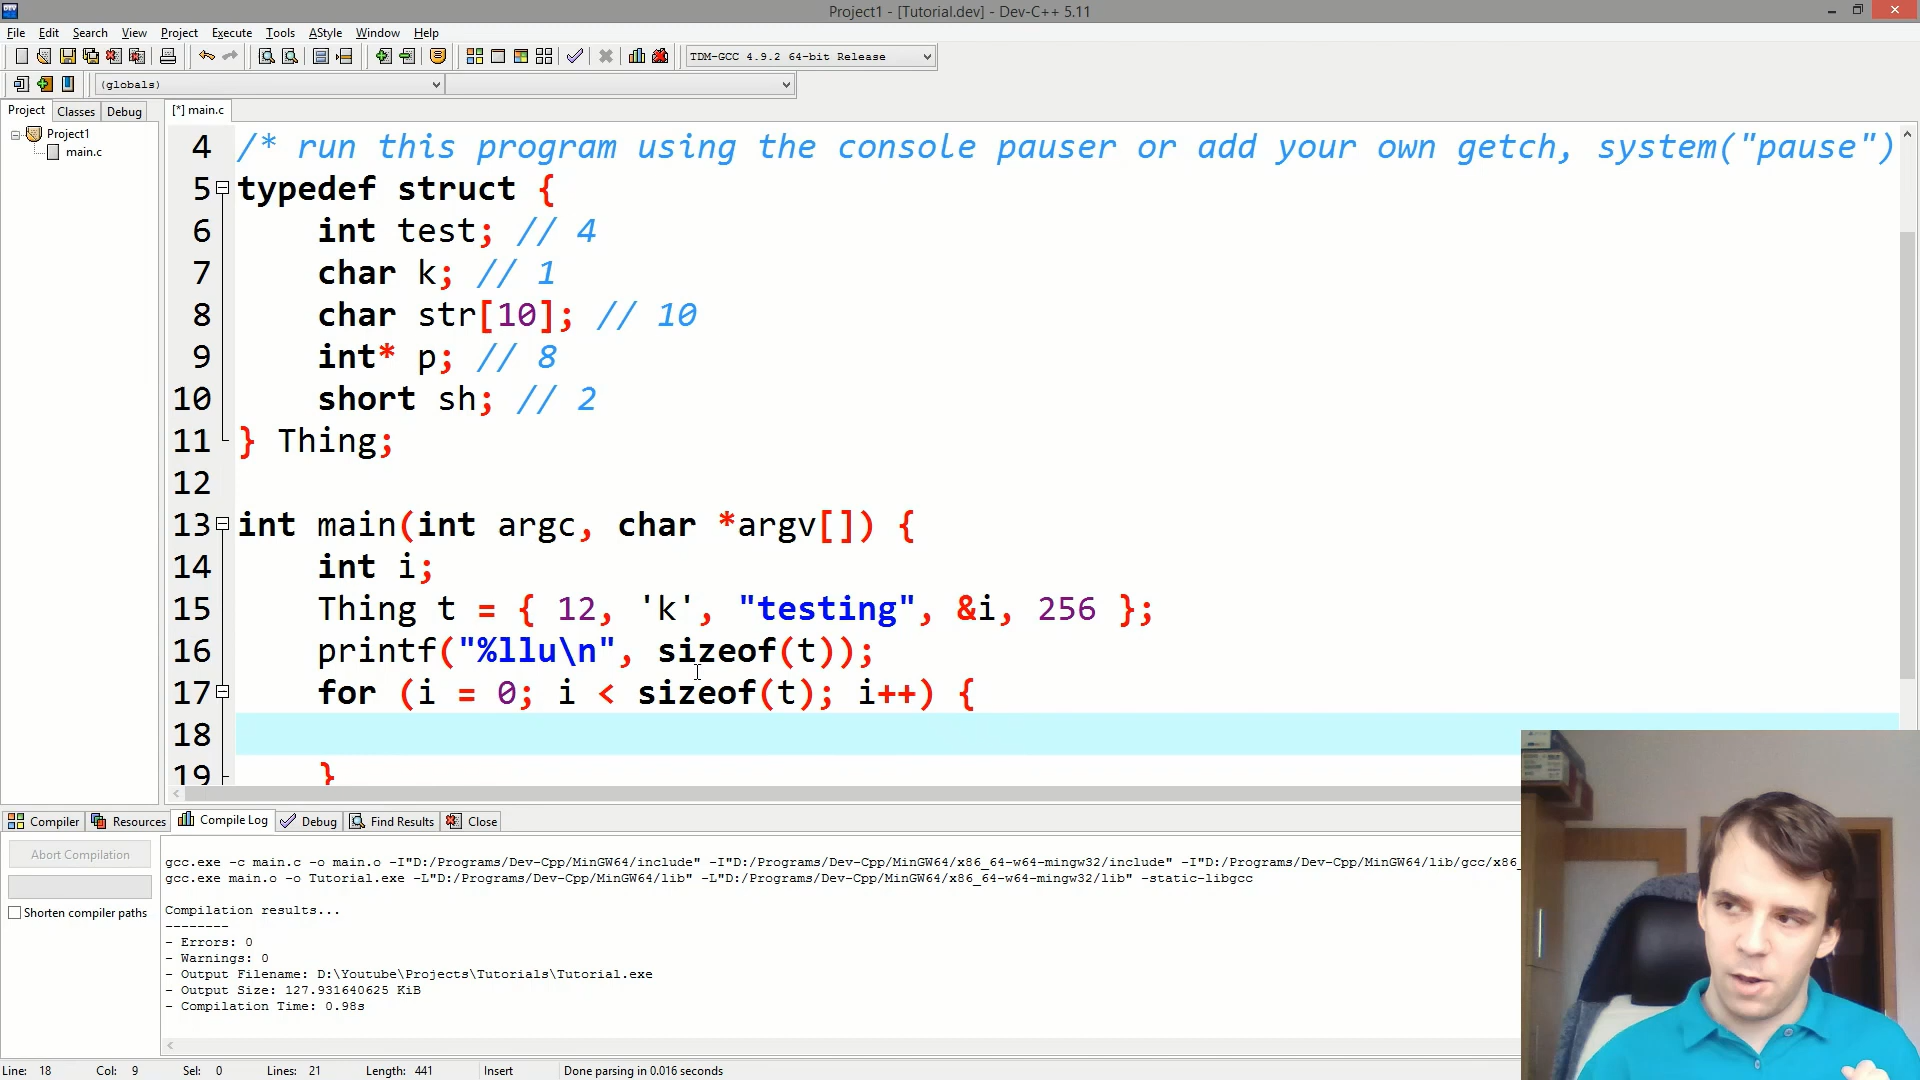 Project1 - [Tutorial.dev] - Dev-C++ 5.11
File Edit Search View Project Execute Tools AStyle Window Help
TDM-GCC 4.9.2 64-bit Release
(globals)
Project Classes Debug
[*] main.c
Project1
main.c
4 /* run this program using the console pauser or add your own getch, system("pause")
5 typedef struct {
6 int test; // 4
7 char k; // 1
8 char str[10]; // 10
9 int* p; // 8
10 short sh; // 2
11 } Thing;
12
13 int main(int argc, char *argv[]) {
14 int i;
15 Thing t = { 12, 'k', "testing", &i, 256 };
16 printf("%llu\n", sizeof(t));
17 for (i = 0; i < sizeof(t); i++) {
18
19 }
Compiler Resources Compile Log Debug Find Results Close
Abort Compilation
Shorten compiler paths
gcc.exe -c main.c -o main.o -I"D:/Programs/Dev-Cpp/MinGW64/include" -I"D:/Programs/Dev-Cpp/MinGW64/x86_64-w64-mingw32/include" -I"D:/Programs/Dev-Cpp/MinGW64/lib/gcc/x86_
gcc.exe main.o -o Tutorial.exe -L"D:/Programs/Dev-Cpp/MinGW64/lib" -L"D:/Programs/Dev-Cpp/MinGW64/x86_64-w64-mingw32/lib" -static-libgcc
Compilation results...
--------
- Errors: 0
- Warnings: 0
- Output Filename: D:\Youtube\Projects\Tutorials\Tutorial.exe
- Output Size: 127.931640625 KiB
- Compilation Time: 0.98s
Line: 18 Col: 9 Sel: 0 Lines: 21 Length: 441 Insert Done parsing in 0.016 seconds